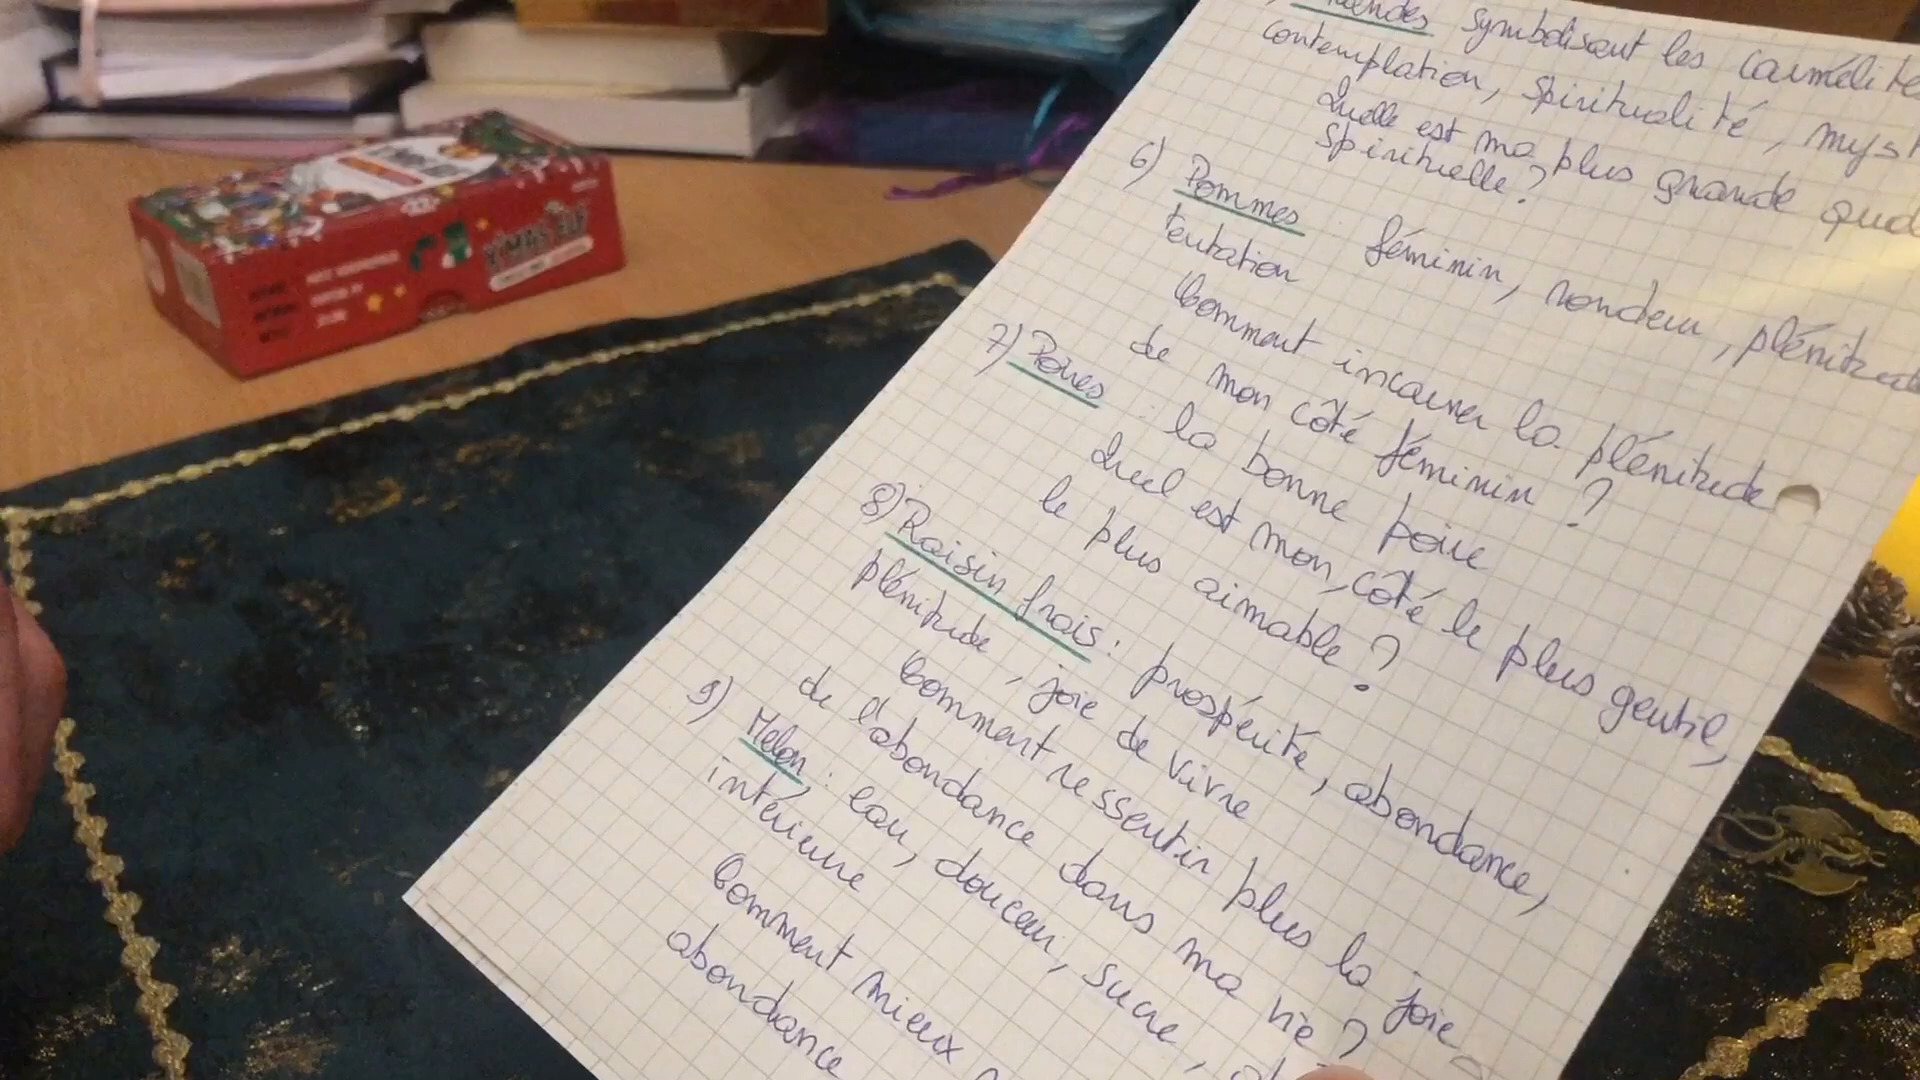 symbolisent les carmélites
contemplation, spiritualité,
Quelle est ma plus grande
spirituelle ?
6) Pommes féminin, rondeur, plénitude
tentation
Comment incarner la plénitude
de mon côté féminin ?
7) Poires : la bonne poire
Quel est mon côté le plus gentil,
le plus aimable ?
8) Raisin frais : prospérité, abondance,
plénitude, joie de vivre
Comment ressentir plus la joie
de l'abondance dans ma vie ?
9) Melon : eau, douceur, sucre,
intérieure
Comment mieux
abondance
X'MAS ELF